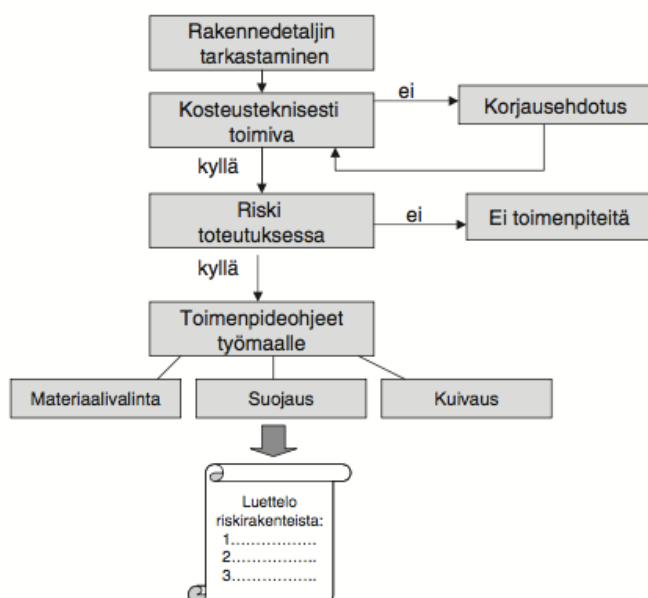 Rakennedetaljin
tarkastaminen
Kosteusteknisesti
toimiva
ei
Korjausehdotus
kyllä
Riski
toteutuksessa
ei
Ei toimenpiteitä
kyllä
Toimenpideohjeet
työmaalle
Materiaalivalinta
Suojaus
Kuivaus
Luettelo
riskirakenteista:
1.................
2.................
3.................